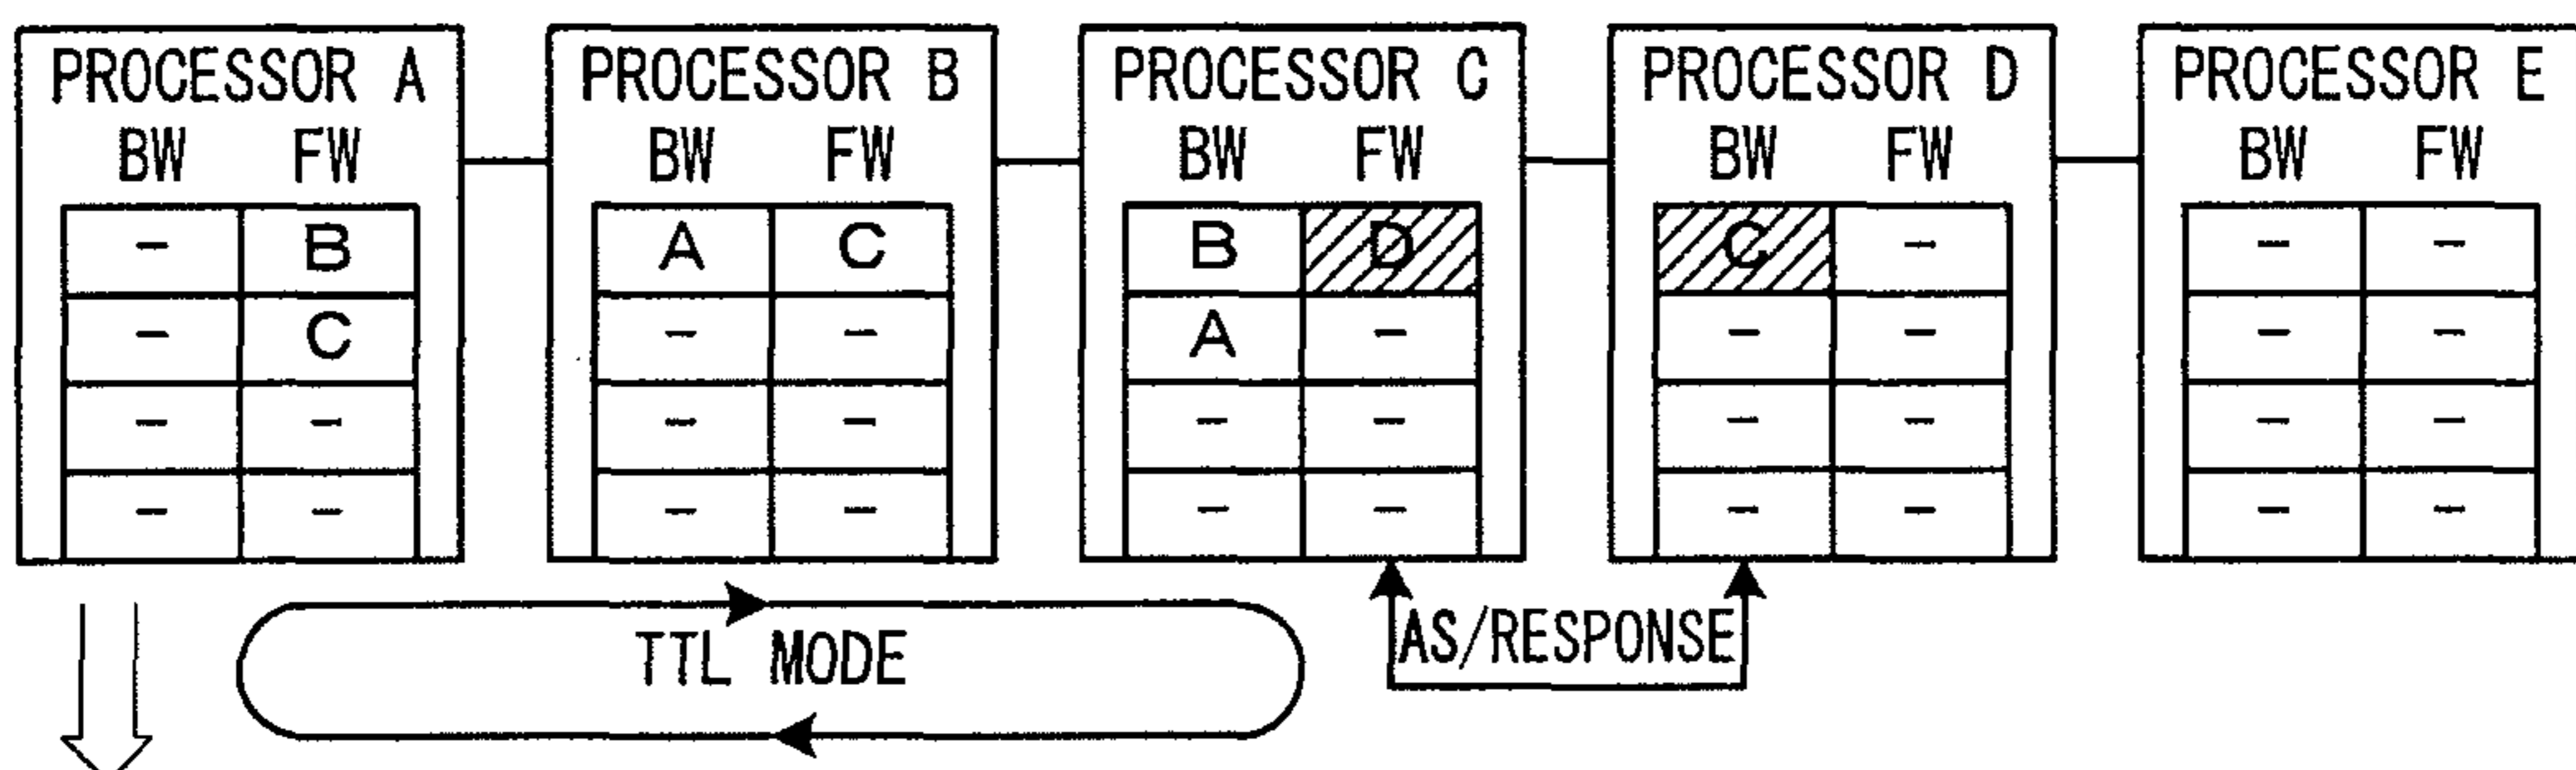 PROCESSOR A PROCESSOR B PROCESSOR C PROCESSOR D PROCESSOR E
BW FW BW FW BW FW BW FW BW FW
- B A C B D C - - -
- C - - A - - - - -
- - - - - - - - - -
- - - - - - - - - -
TTL MODE AS/RESPONSE